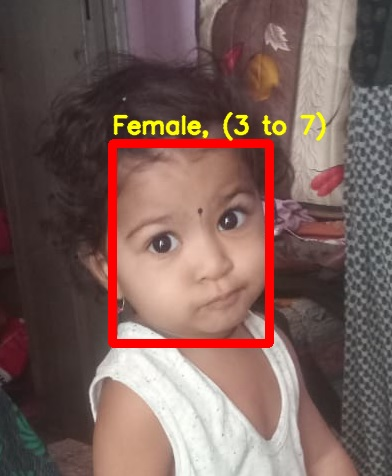 Female, (3 to 7)